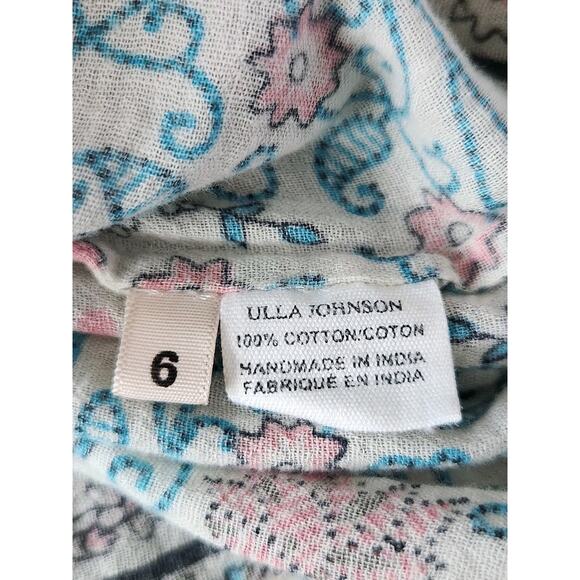 6
ULLA JOHNSON
100% COTTON/COTON
HANDMADE IN INDIA
FABRIQUÉ EN INDIA